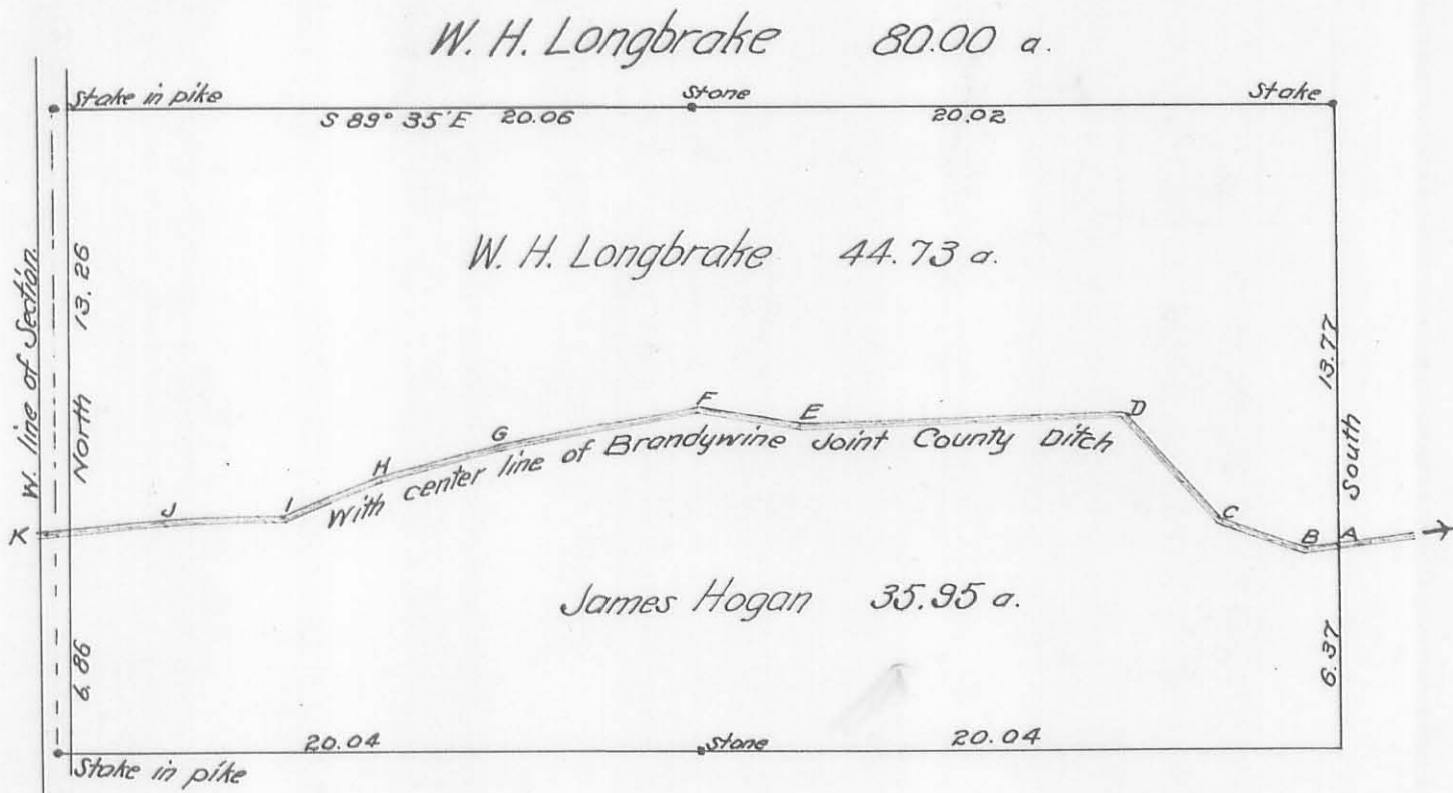 W. H. Longbrake 80.00 a.
Stake in pike Stone Stake
S 89° 35' E 20.06 20.02
W. line of Section.
North 13.26
W. H. Longbrake 44.73 a.
13.77
South
K J I H G F E D C B A
With center line of Brandywine Joint County Ditch
James Hogan 35.95 a.
6.86
6.37
20.04 Stone 20.04
Stake in pike